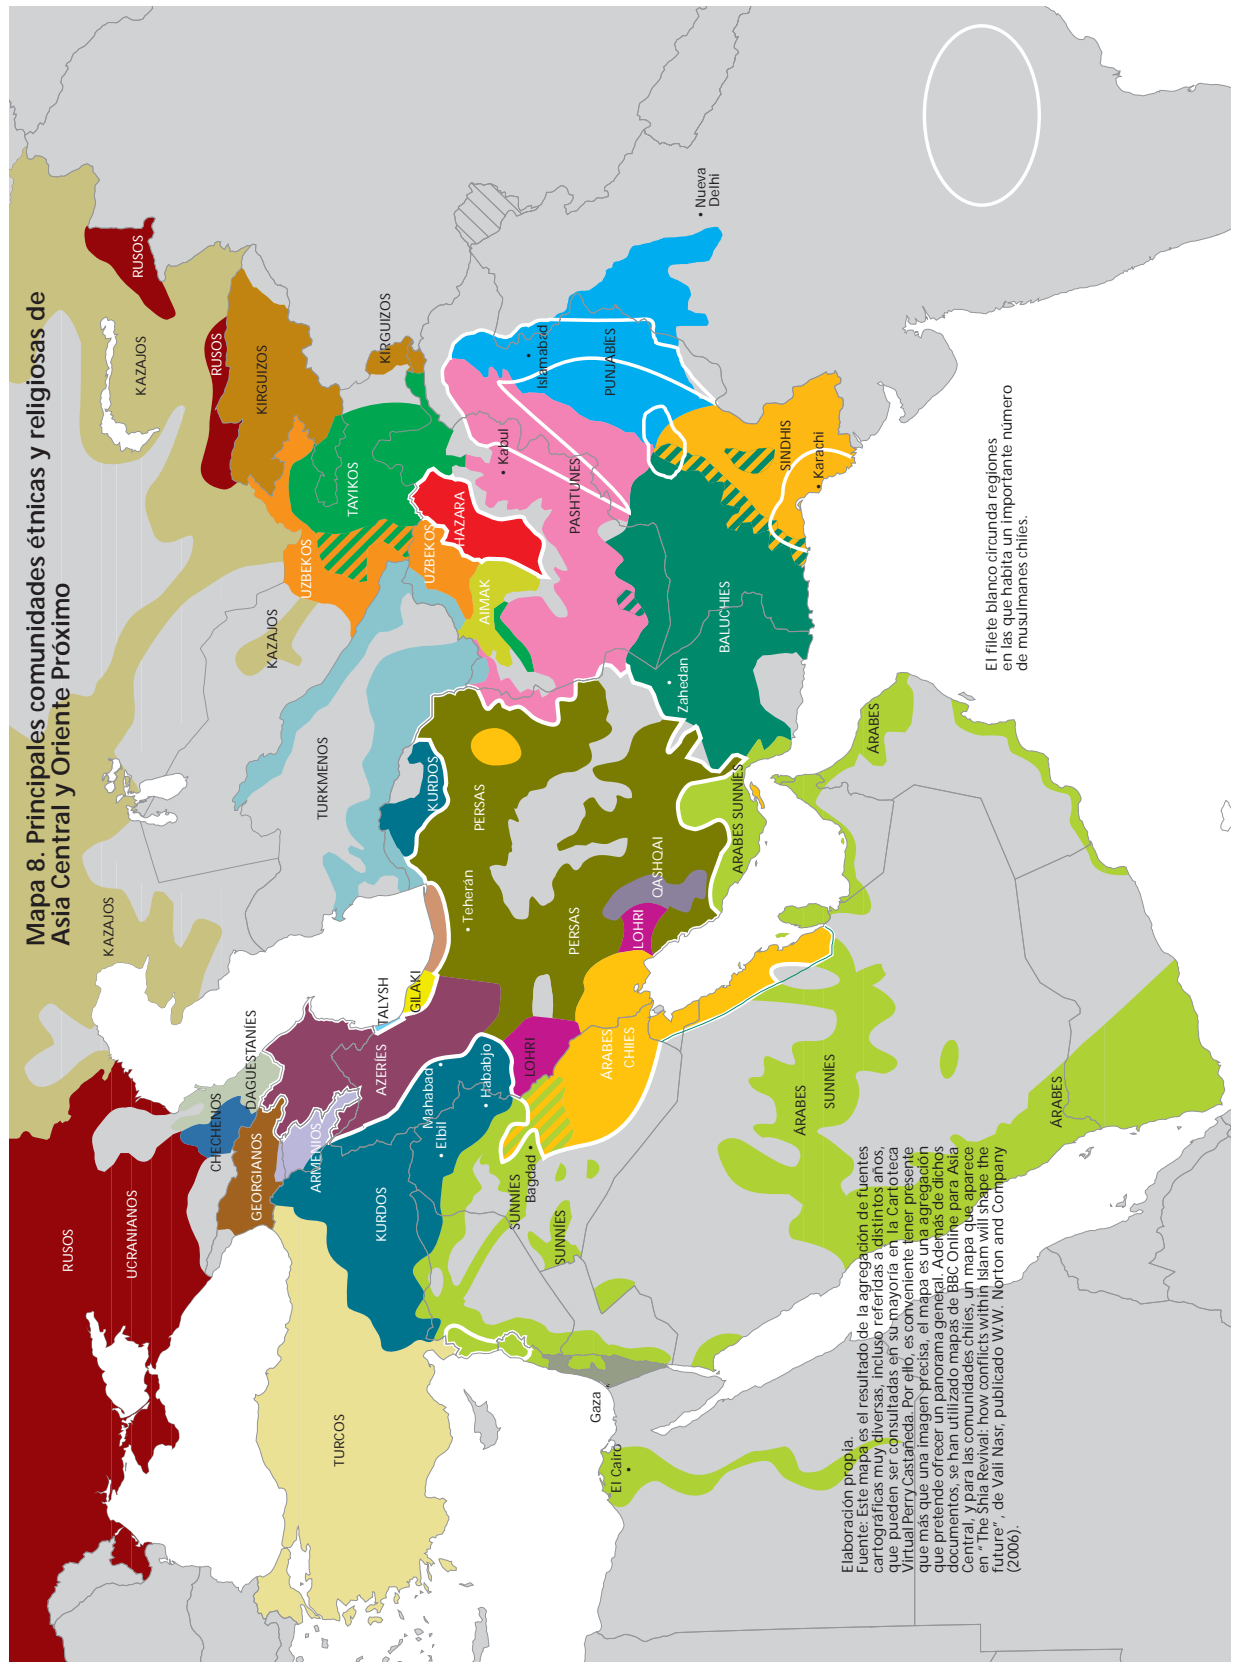 Mapa 8. Principales comunidades étnicas y religiosas de
Asia Central y Oriente Próximo
RUSOS
UCRANIANOS
KAZAJOS
KAZAJOS
KAZAJOS
RUSOS
RUSOS
KIRGUIZOS
KIRGUIZOS
CHECHENOS
DAGUESTANÍES
GEORGIANOS
ARMENIOS
AZERÍES
TALYSH
GILAKI
TURKMENOS
UZBEKOS
UZBEKOS
TAYIKOS
HAZARA
AIMAK
TURCOS
KURDOS
Mahabad
Elbil
Hababjo
KURDOS
Teherán
PERSAS
PERSAS
LOHRI
LOHRI
QASHQAI
Kabul
PASHTUNES
Islamabad
PUNJABÍES
Nueva
Delhi
SINDHIS
Karachi
BALUCHIES
Zahedan
SUNNÍES
Bagdad
SUNNÍES
ÁRABES
CHIIES
ARABES SUNNÍES
ÁRABES
ÁRABES
SUNNÍES
ÁRABES
Gaza
El Cairo
El filete blanco circunda regiones
en las que habita un importante número
de musulmanes chiíes.
Elaboración propia.
Fuente: Este mapa es el resultado de la agregación de fuentes
cartográficas muy diversas, incluso referidas a distintos años,
que pueden ser consultadas en su mayoría en la Cartoteca
Virtual Perry Castañeda. Por ello, es conveniente tener presente
que más que una imagen precisa, el mapa es una agregación
que pretende ofrecer un panorama general. Además de dichos
documentos, se han utilizado mapas de BBC Online para Asia
Central, y para las comunidades chiíes, un mapa que aparece
en "The Shia Revival: how conflicts within Islam will shape the
future", de Vali Nasr, publicado W.W. Norton and Company
(2006).